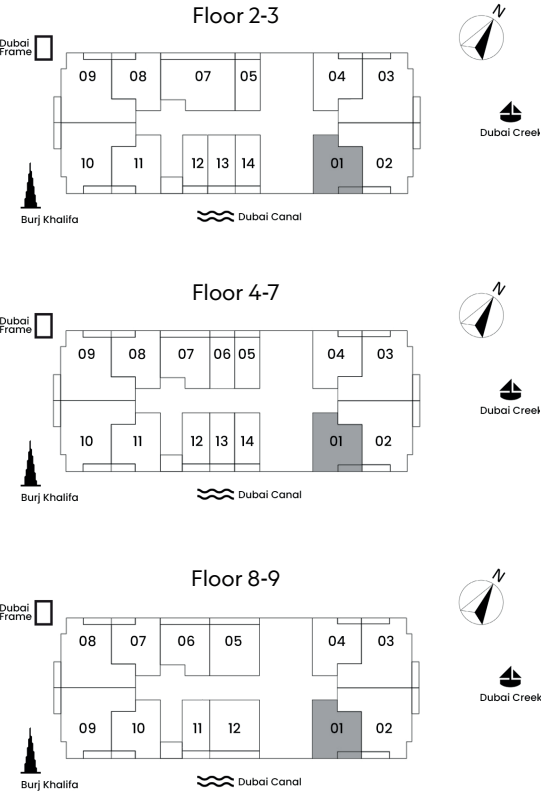 Floor 2-3
N
Dubai
Frame
09 08 07 05 04 03
Dubai Creek
10 11 12 13 14 01 02
Burj Khalifa
Dubai Canal
Floor 4-7
N
Dubai
Frame
09 08 07 06 05 04 03
Dubai Creek
10 11 12 13 14 01 02
Burj Khalifa
Dubai Canal
Floor 8-9
N
Dubai
Frame
08 07 06 05 04 03
Dubai Creek
09 10 11 12 01 02
Burj Khalifa
Dubai Canal